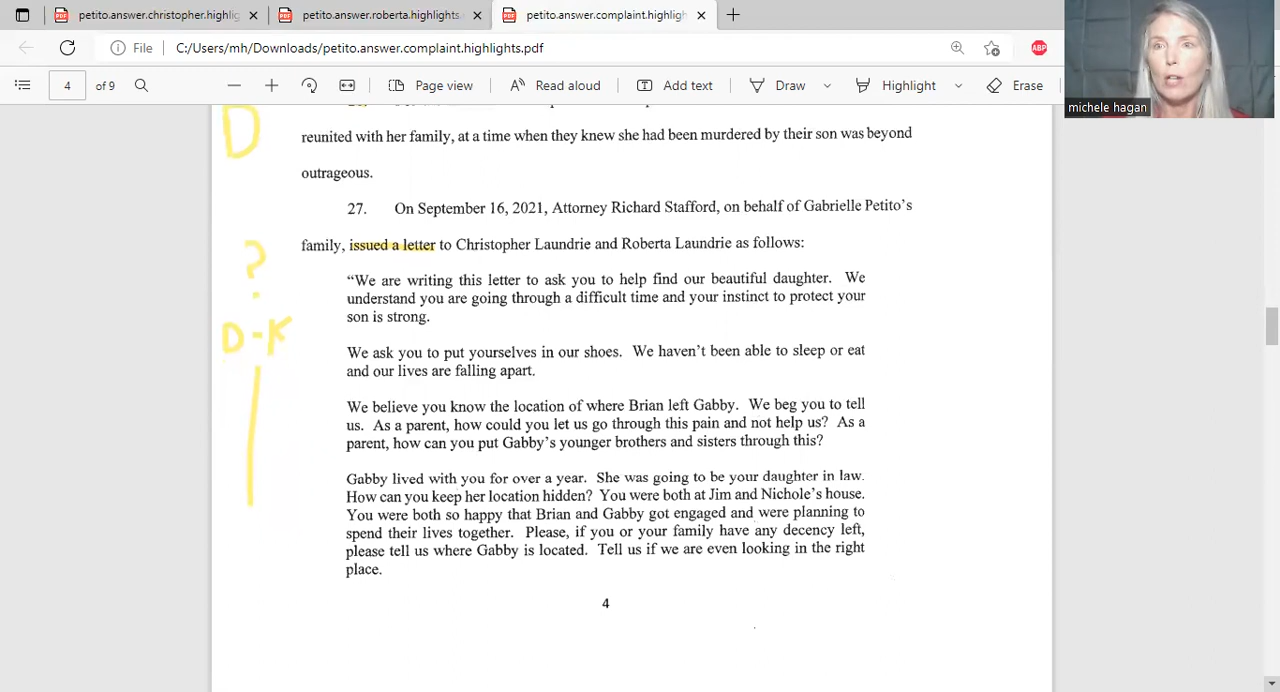 petito.answer.christopher.highlig
petito.answer.roberta.highlights.
petito.answer.complaint.highligh
File C:/Users/mh/Downloads/petito.answer.complaint.highlights.pdf
ABP
4 of 9 Page view Read aloud Add text Draw Highlight Erase
michele hagan
D
reunited with her family, at a time when they knew she had been murdered by their son was beyond
outrageous.
27. On September 16, 2021, Attorney Richard Stafford, on behalf of Gabrielle Petito's
family, issued a letter to Christopher Laundrie and Roberta Laundrie as follows:
?
"We are writing this letter to ask you to help find our beautiful daughter. We
understand you are going through a difficult time and your instinct to protect your
son is strong.
D-K
We ask you to put yourselves in our shoes. We haven't been able to sleep or eat
and our lives are falling apart.
We believe you know the location of where Brian left Gabby. We beg you to tell
us. As a parent, how could you let us go through this pain and not help us? As a
parent, how can you put Gabby's younger brothers and sisters through this?
Gabby lived with you for over a year. She was going to be your daughter in law.
How can you keep her location hidden? You were both at Jim and Nichole's house.
You were both so happy that Brian and Gabby got engaged and were planning to
spend their lives together. Please, if you or your family have any decency left,
please tell us where Gabby is located. Tell us if we are even looking in the right
place.
4